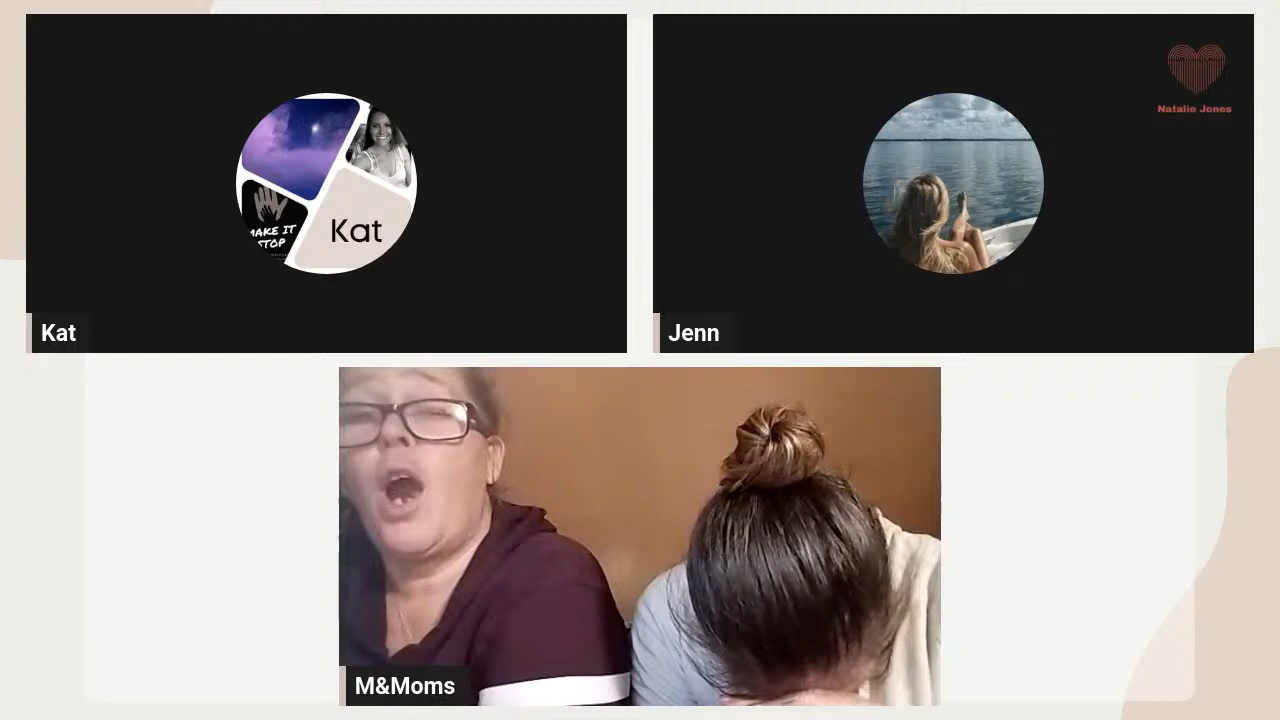 Natalie Jones
MAKE IT
STOP
Kat
Kat
Jenn
M&Moms